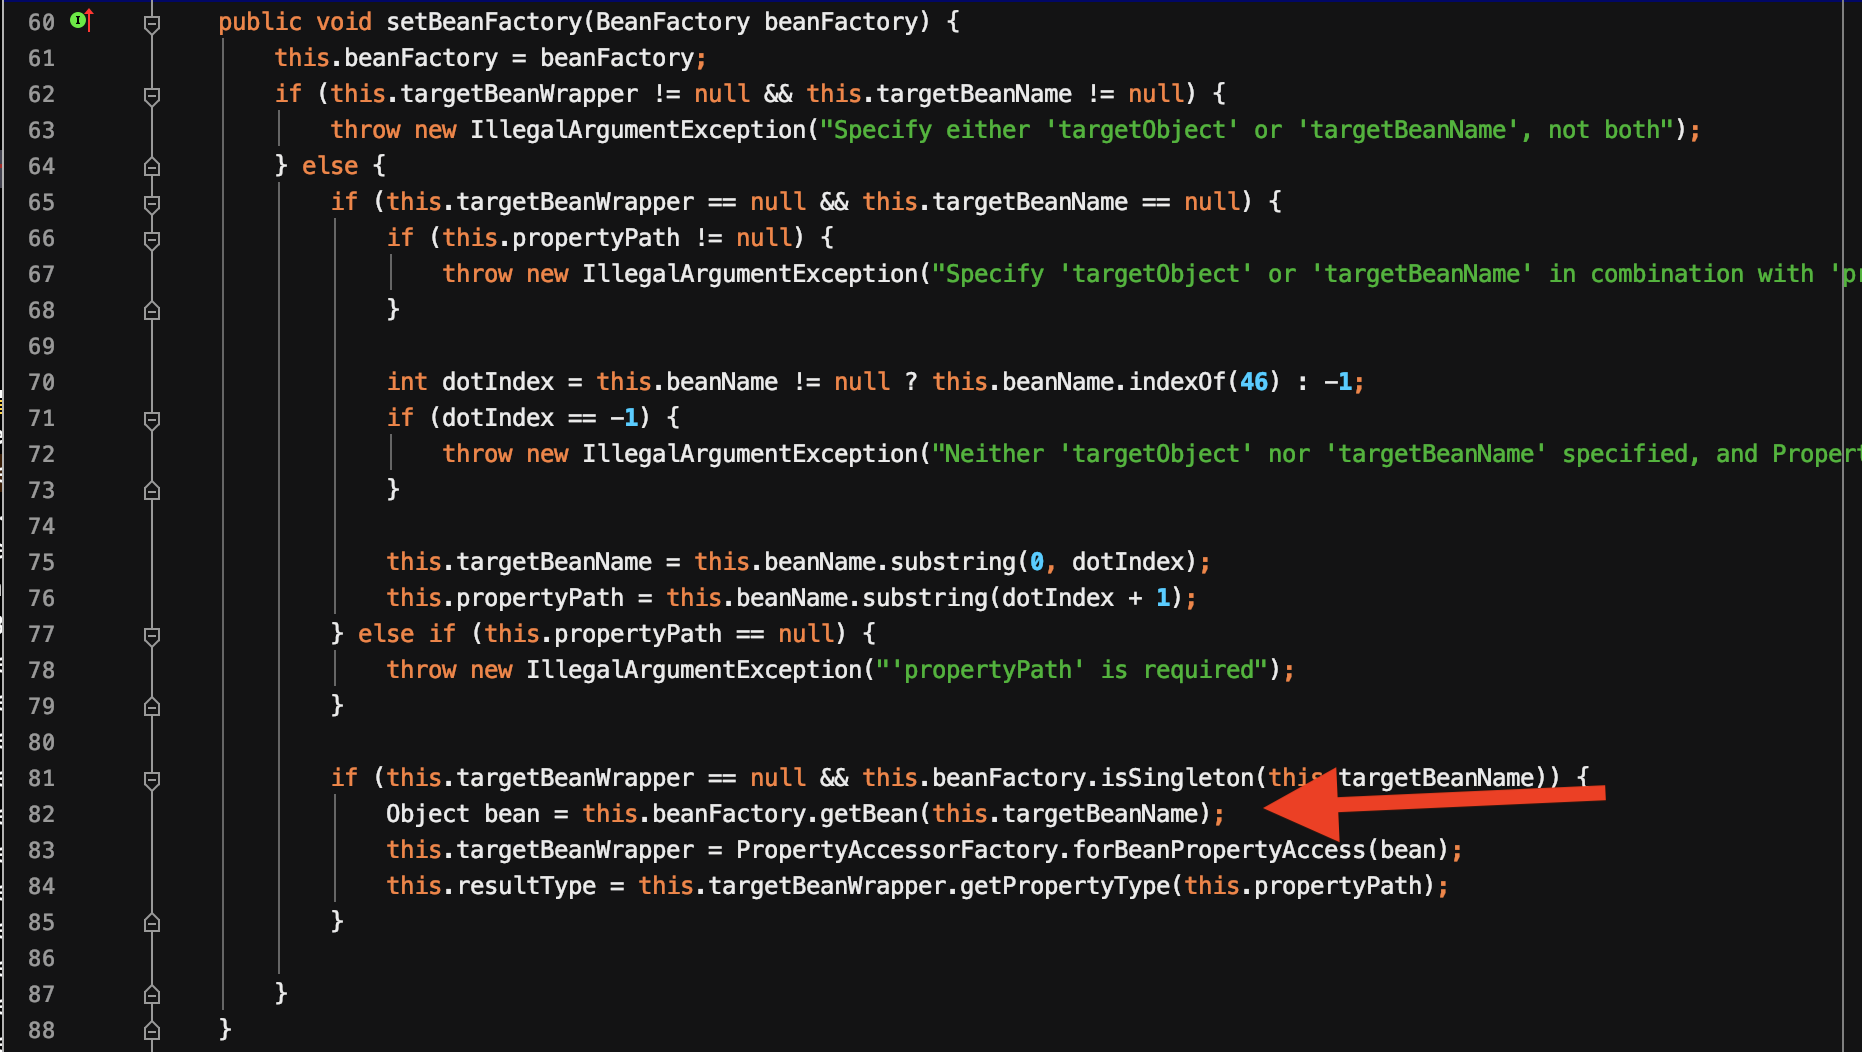 60 public void setBeanFactory(BeanFactory beanFactory) {
61 this.beanFactory = beanFactory;
62 if (this.targetBeanWrapper != null && this.targetBeanName != null) {
63 throw new IllegalArgumentException("Specify either 'targetObject' or 'targetBeanName', not both");
64 } else {
65 if (this.targetBeanWrapper == null && this.targetBeanName == null) {
66 if (this.propertyPath != null) {
67 throw new IllegalArgumentException("Specify 'targetObject' or 'targetBeanName' in combination with 'pr
68 }
69
70 int dotIndex = this.beanName != null ? this.beanName.indexOf(46) : -1;
71 if (dotIndex == -1) {
72 throw new IllegalArgumentException("Neither 'targetObject' nor 'targetBeanName' specified, and Propert
73 }
74
75 this.targetBeanName = this.beanName.substring(0, dotIndex);
76 this.propertyPath = this.beanName.substring(dotIndex + 1);
77 } else if (this.propertyPath == null) {
78 throw new IllegalArgumentException("'propertyPath' is required");
79 }
80
81 if (this.targetBeanWrapper == null && this.beanFactory.isSingleton(this.targetBeanName)) {
82 Object bean = this.beanFactory.getBean(this.targetBeanName);
83 this.targetBeanWrapper = PropertyAccessorFactory.forBeanPropertyAccess(bean);
84 this.resultType = this.targetBeanWrapper.getPropertyType(this.propertyPath);
85 }
86
87 }
88 }